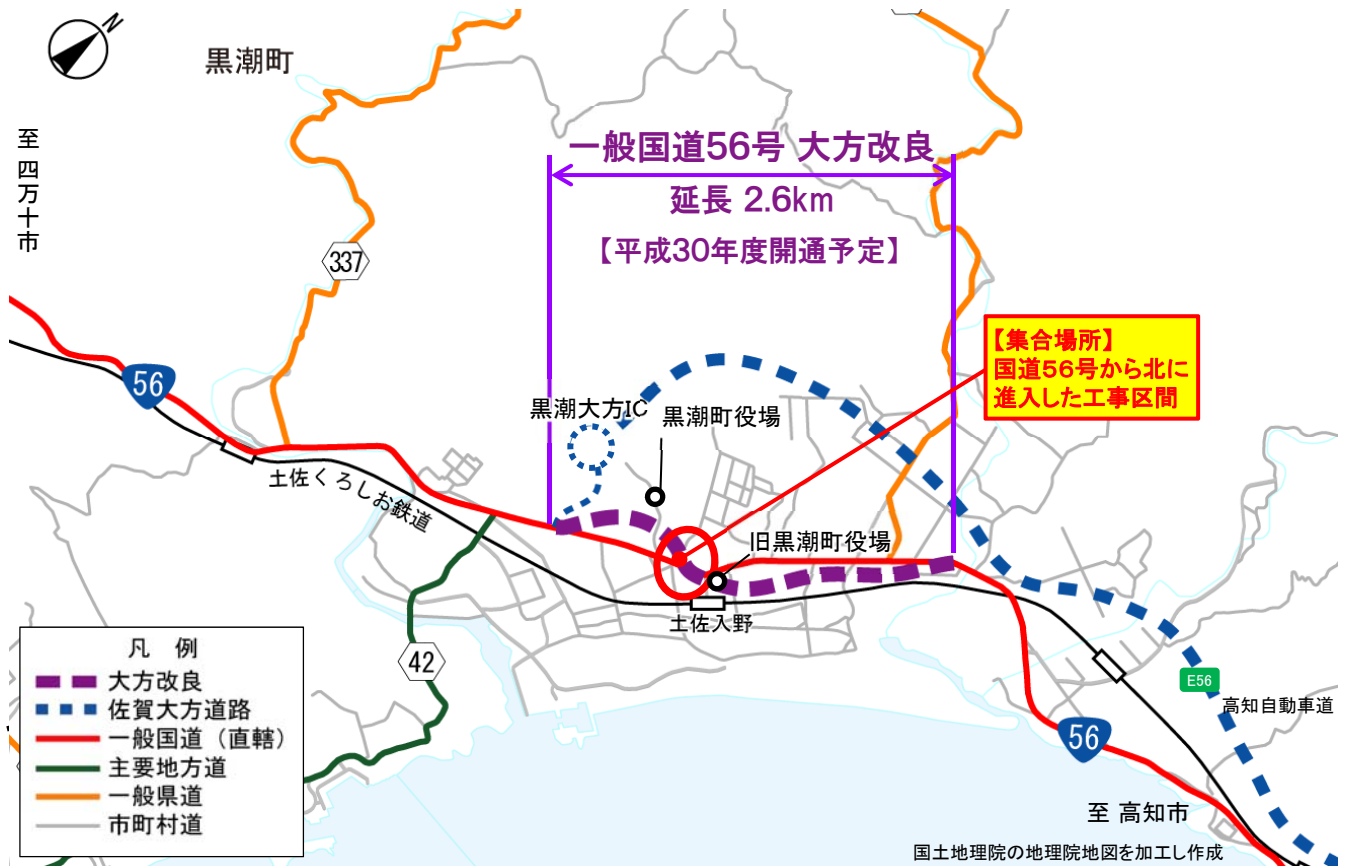 N
黒潮町
至 四万十市
一般国道56号 大方改良
延長 2.6km
【平成30年度開通予定】
337
【集合場所】
国道56号から北に
進入した工事区間
56
黒潮大方IC
黒潮町役場
土佐くろしお鉄道
旧黒潮町役場
土佐入野
42
凡 例
大方改良
佐賀大方道路
一般国道（直轄）
主要地方道
一般県道
市町村道
E56
高知自動車道
56
至 高知市
国土地理院の地理院地図を加工し作成